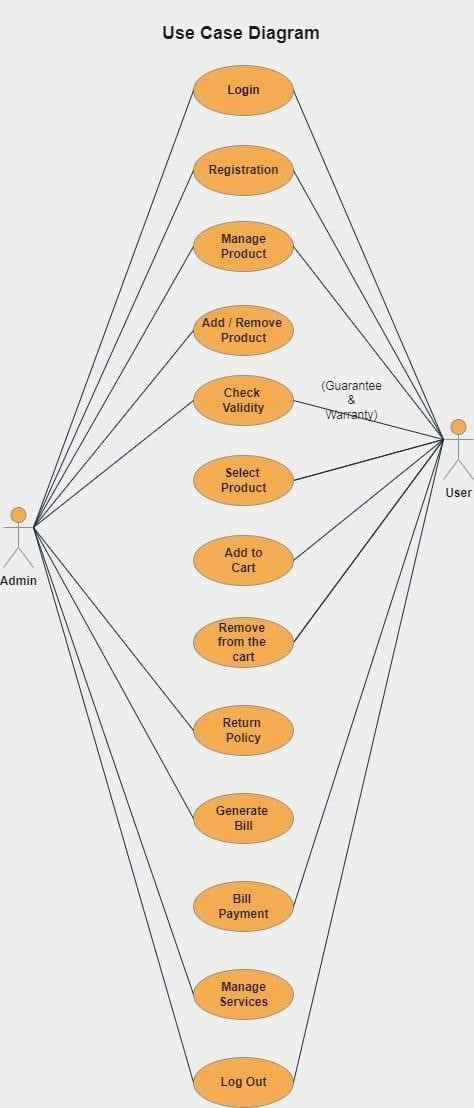 Use Case Diagram
Login
Registration
Manage
Product
Add / Remove
Product
Check
Validity
(Guarantee
&
Warranty)
Select
Product
User
Add to
Cart
Admin
Remove
from the
cart
Return
Policy
Generate
Bill
Bill
Payment
Manage
Services
Log Out